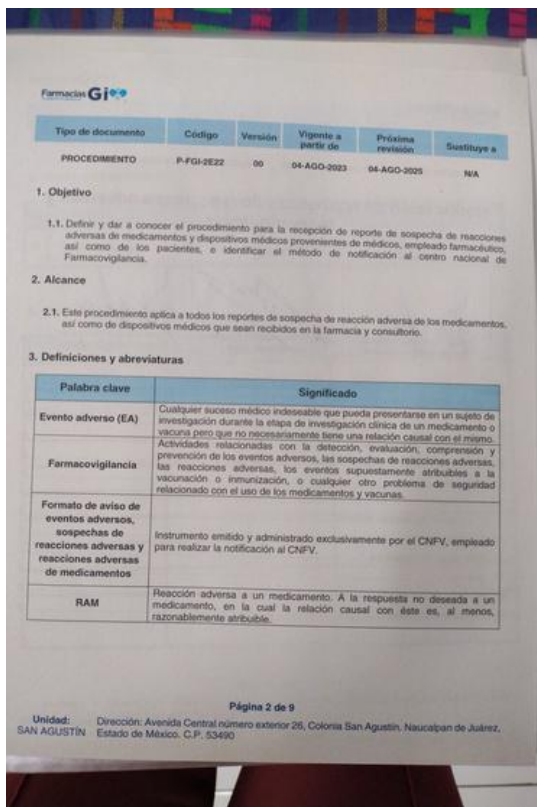 Farmacias Gi
Tipo de documento Código Versión Vigente a partir de Próxima revisión Sustituye a
PROCEDIMIENTO P-FGI-2E22 00 04-AGO-2023 04-AGO-2025 N/A
1. Objetivo
1.1. Definir y dar a conocer el procedimiento para la recepción de reporte de sospecha de reacciones
adversas de medicamentos y dispositivos médicos provenientes de médicos, empleado farmacéutico,
así como de los pacientes, e identificar el método de notificación al centro nacional de
Farmacovigilancia.
2. Alcance
2.1. Este procedimiento aplica a todos los reportes de sospecha de reacción adversa de los medicamentos,
así como de dispositivos médicos que sean recibidos en la farmacia y consultorio.
3. Definiciones y abreviaturas
Palabra clave Significado
Evento adverso (EA)
Cualquier suceso médico indeseable que pueda presentarse en un sujeto de
investigación durante la etapa de investigación clínica de un medicamento o
vacuna pero que no necesariamente tiene una relación causal con el mismo.
Farmacovigilancia
Actividades relacionadas con la detección, evaluación, comprensión y
prevención de los eventos adversos, las sospechas de reacciones adversas,
las reacciones adversas, los eventos supuestamente atribuibles a la
vacunación o inmunización, o cualquier otro problema de seguridad
relacionado con el uso de los medicamentos y vacunas.
Formato de aviso de
eventos adversos,
sospechas de
reacciones adversas y
reacciones adversas
de medicamentos
Instrumento emitido y administrado exclusivamente por el CNFV, empleado
para realizar la notificación al CNFV.
RAM
Reacción adversa a un medicamento. A la respuesta no deseada a un
medicamento, en la cual la relación causal con éste es, al menos,
razonablemente atribuible.
Página 2 de 9
Unidad:
SAN AGUSTÍN
Dirección: Avenida Central número exterior 26, Colonia San Agustín, Naucalpan de Juárez,
Estado de México. C.P. 53490